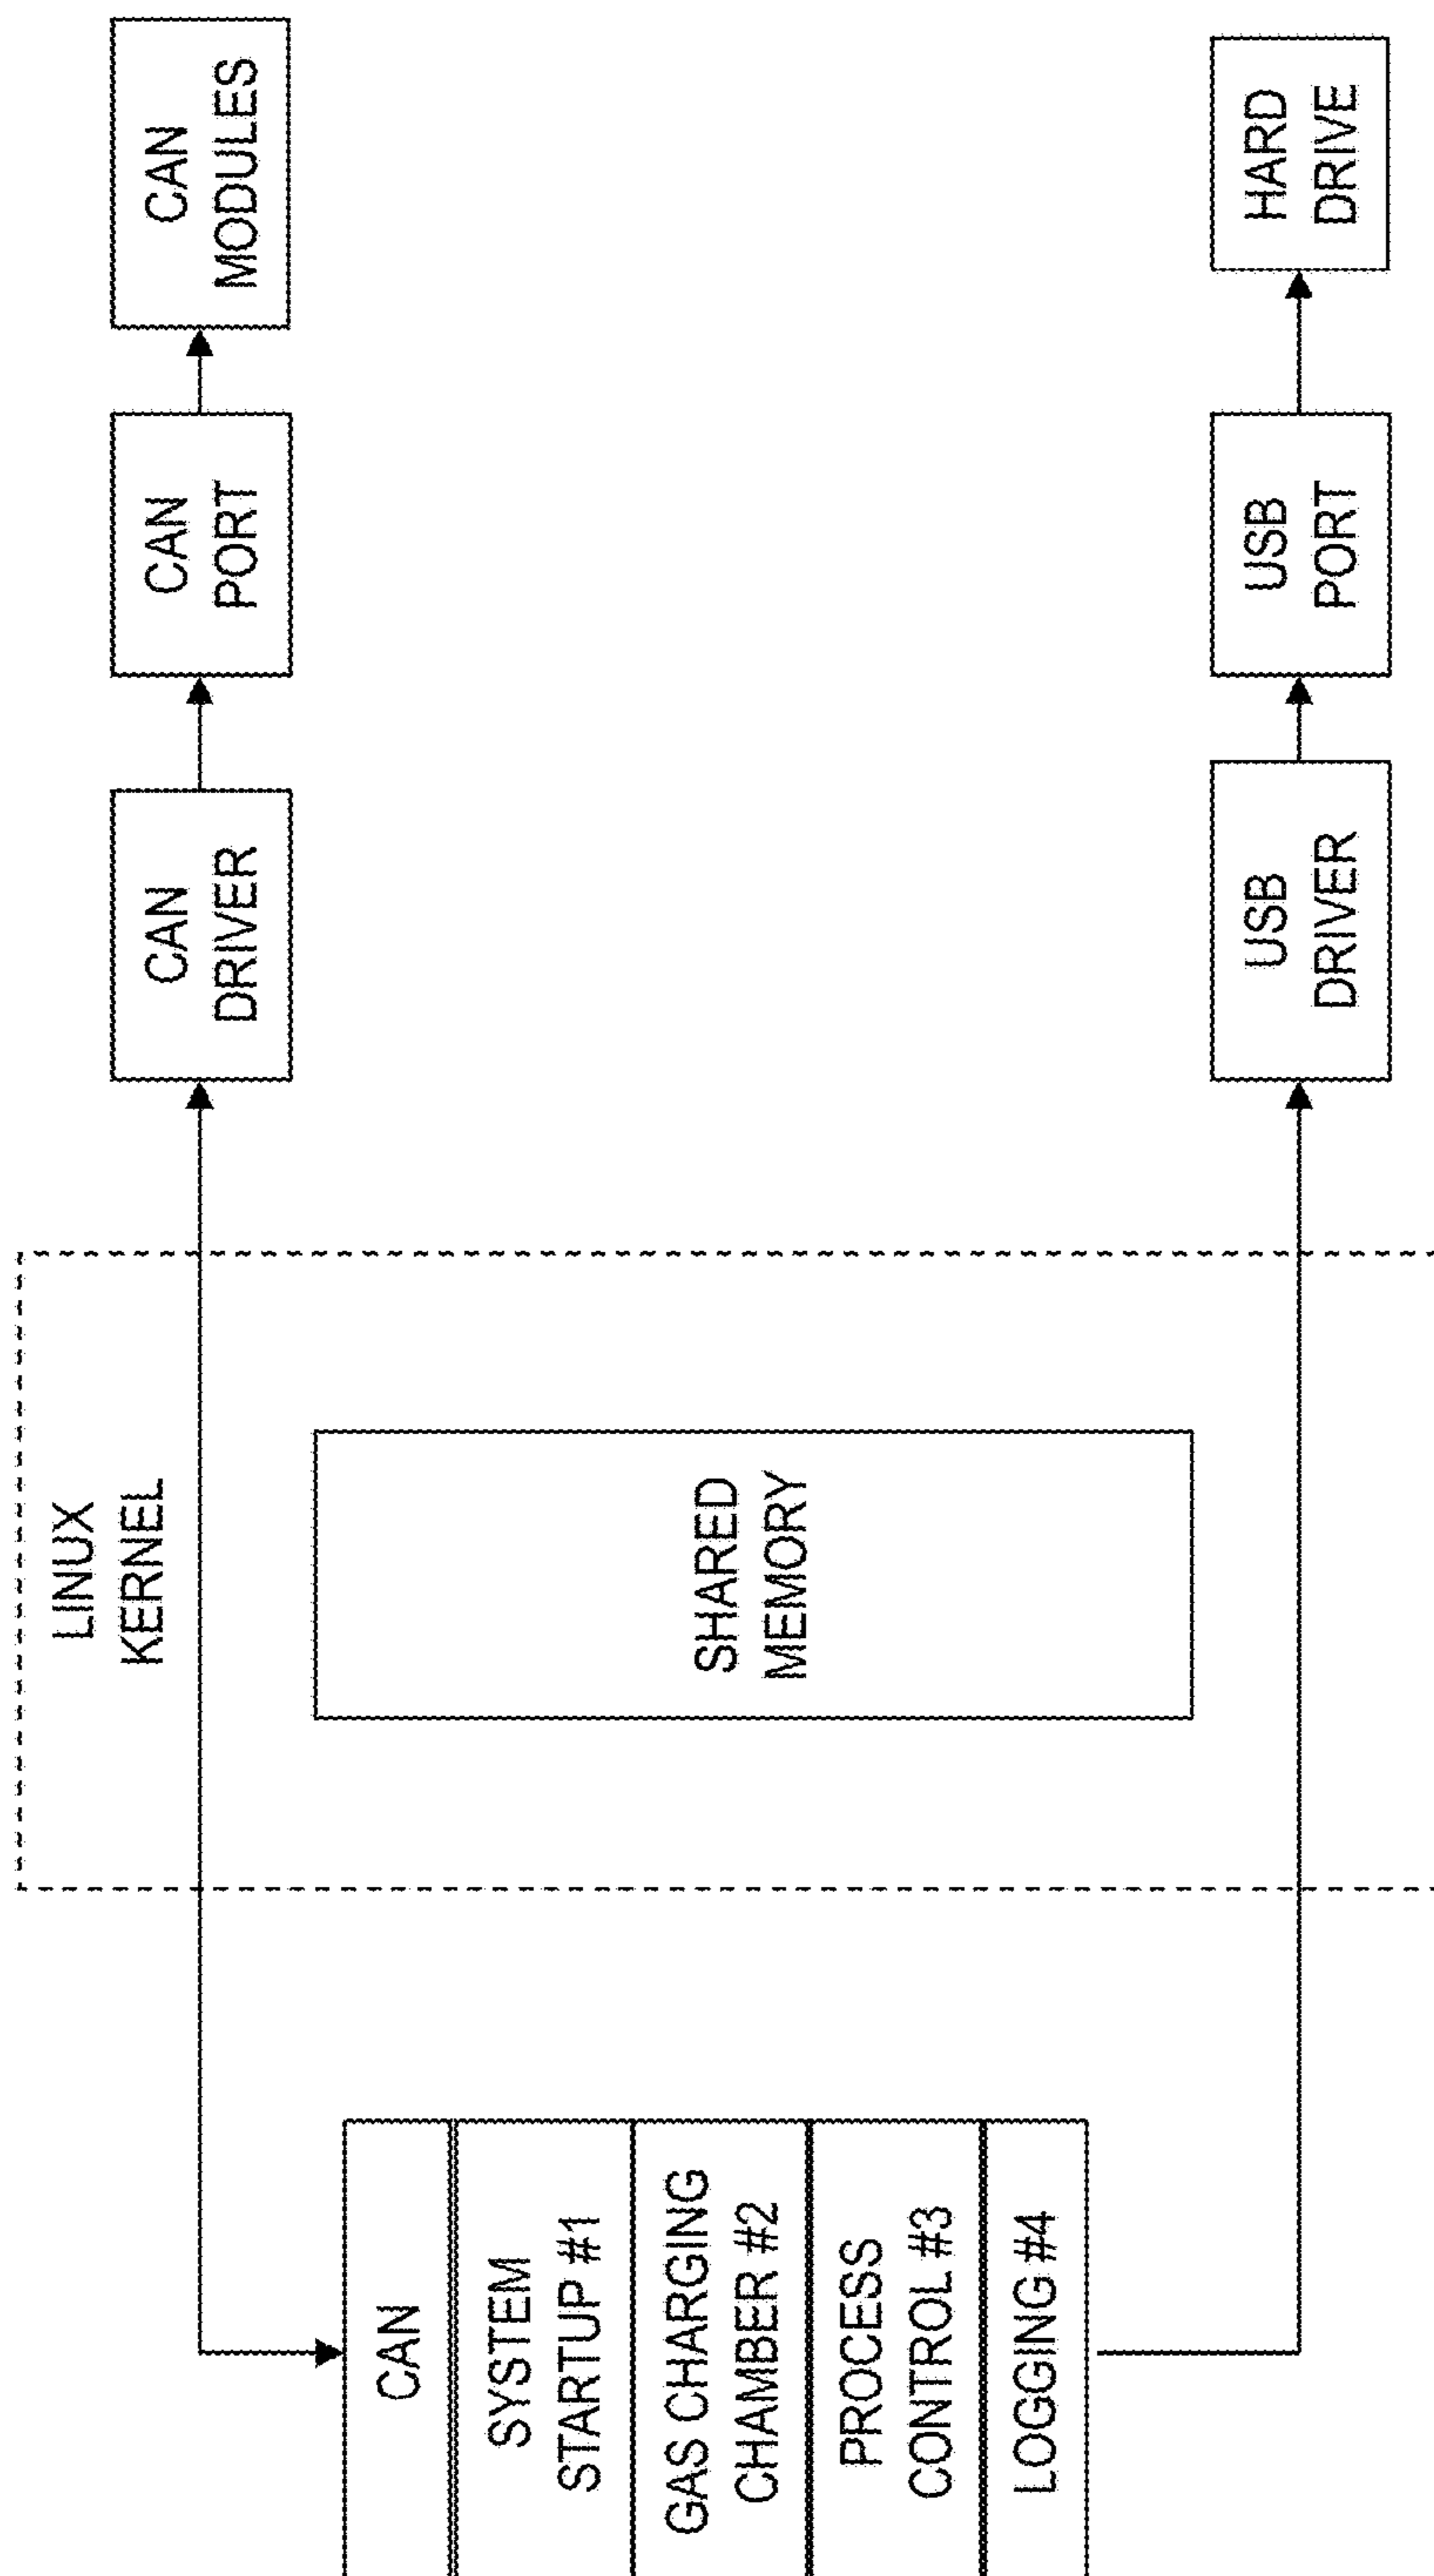 CAN
SYSTEM
STARTUP #1
GAS CHARGING
CHAMBER #2
PROCESS
CONTROL #3
LOGGING #4
LINUX
KERNEL
SHARED
MEMORY
CAN
DRIVER
CAN
PORT
CAN
MODULES
USB
DRIVER
USB
PORT
HARD
DRIVE